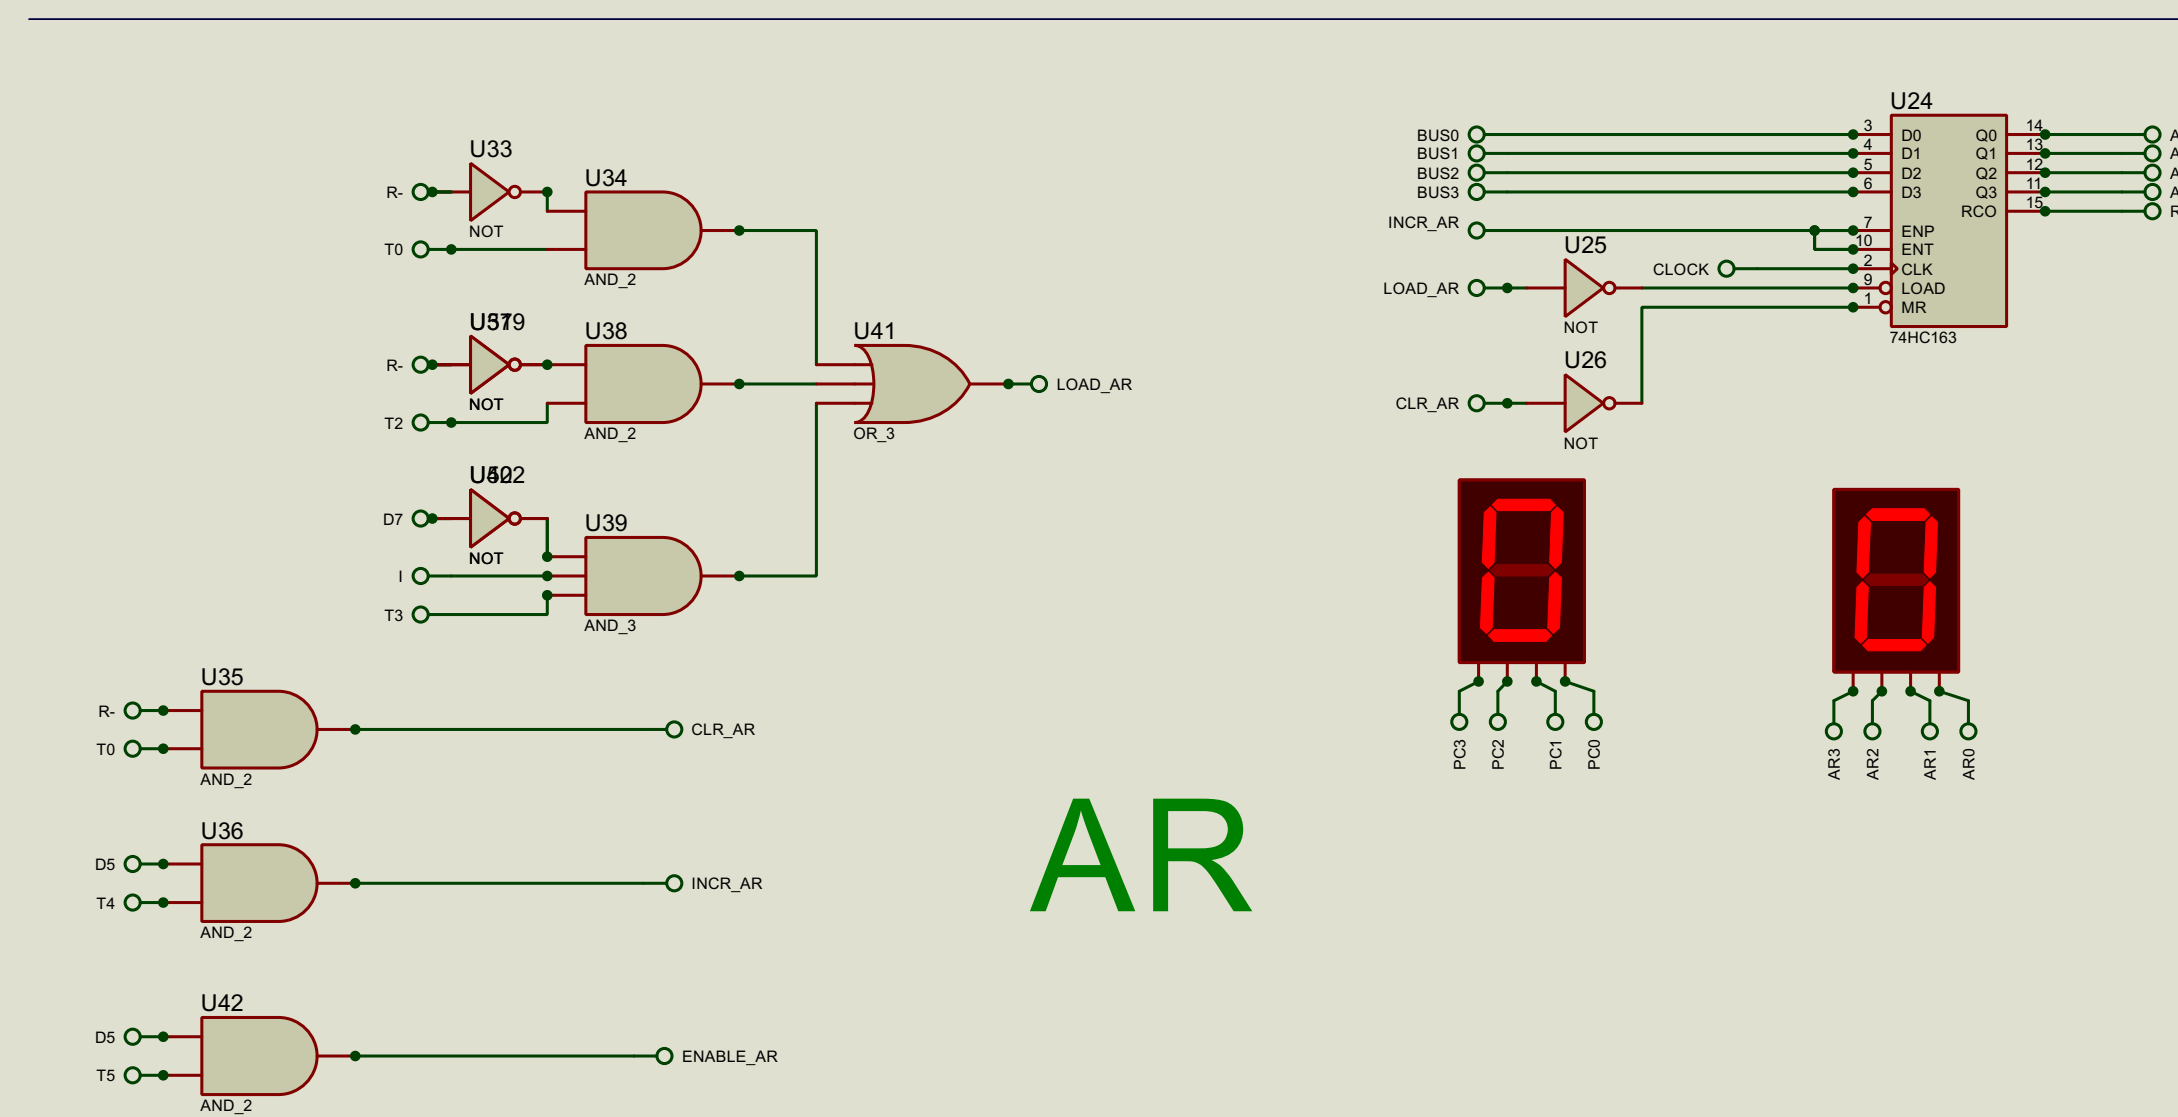 U33
R-
NOT
T0
U34
AND_2
R-
NOT
T2
U38
AND_2
D7
NOT
I
T3
U39
AND_3
U41
OR_3
LOAD_AR
U35
R-
T0
AND_2
CLR_AR
U36
D5
T4
AND_2
INCR_AR
U42
D5
T5
AND_2
ENABLE_AR
AR
BUS0
BUS1
BUS2
BUS3
INCR_AR
LOAD_AR
U25
NOT
CLOCK
CLR_AR
U26
NOT
U24
3 D0 Q0 14
4 D1 Q1 13
5 D2 Q2 12
6 D3 Q3 11
RCO 15
7 ENP
10 ENT
2 CLK
9 LOAD
1 MR
74HC163
A
A
A
A
R
0
PC3
PC2
PC1
PC0
0
AR3
AR2
AR1
AR0